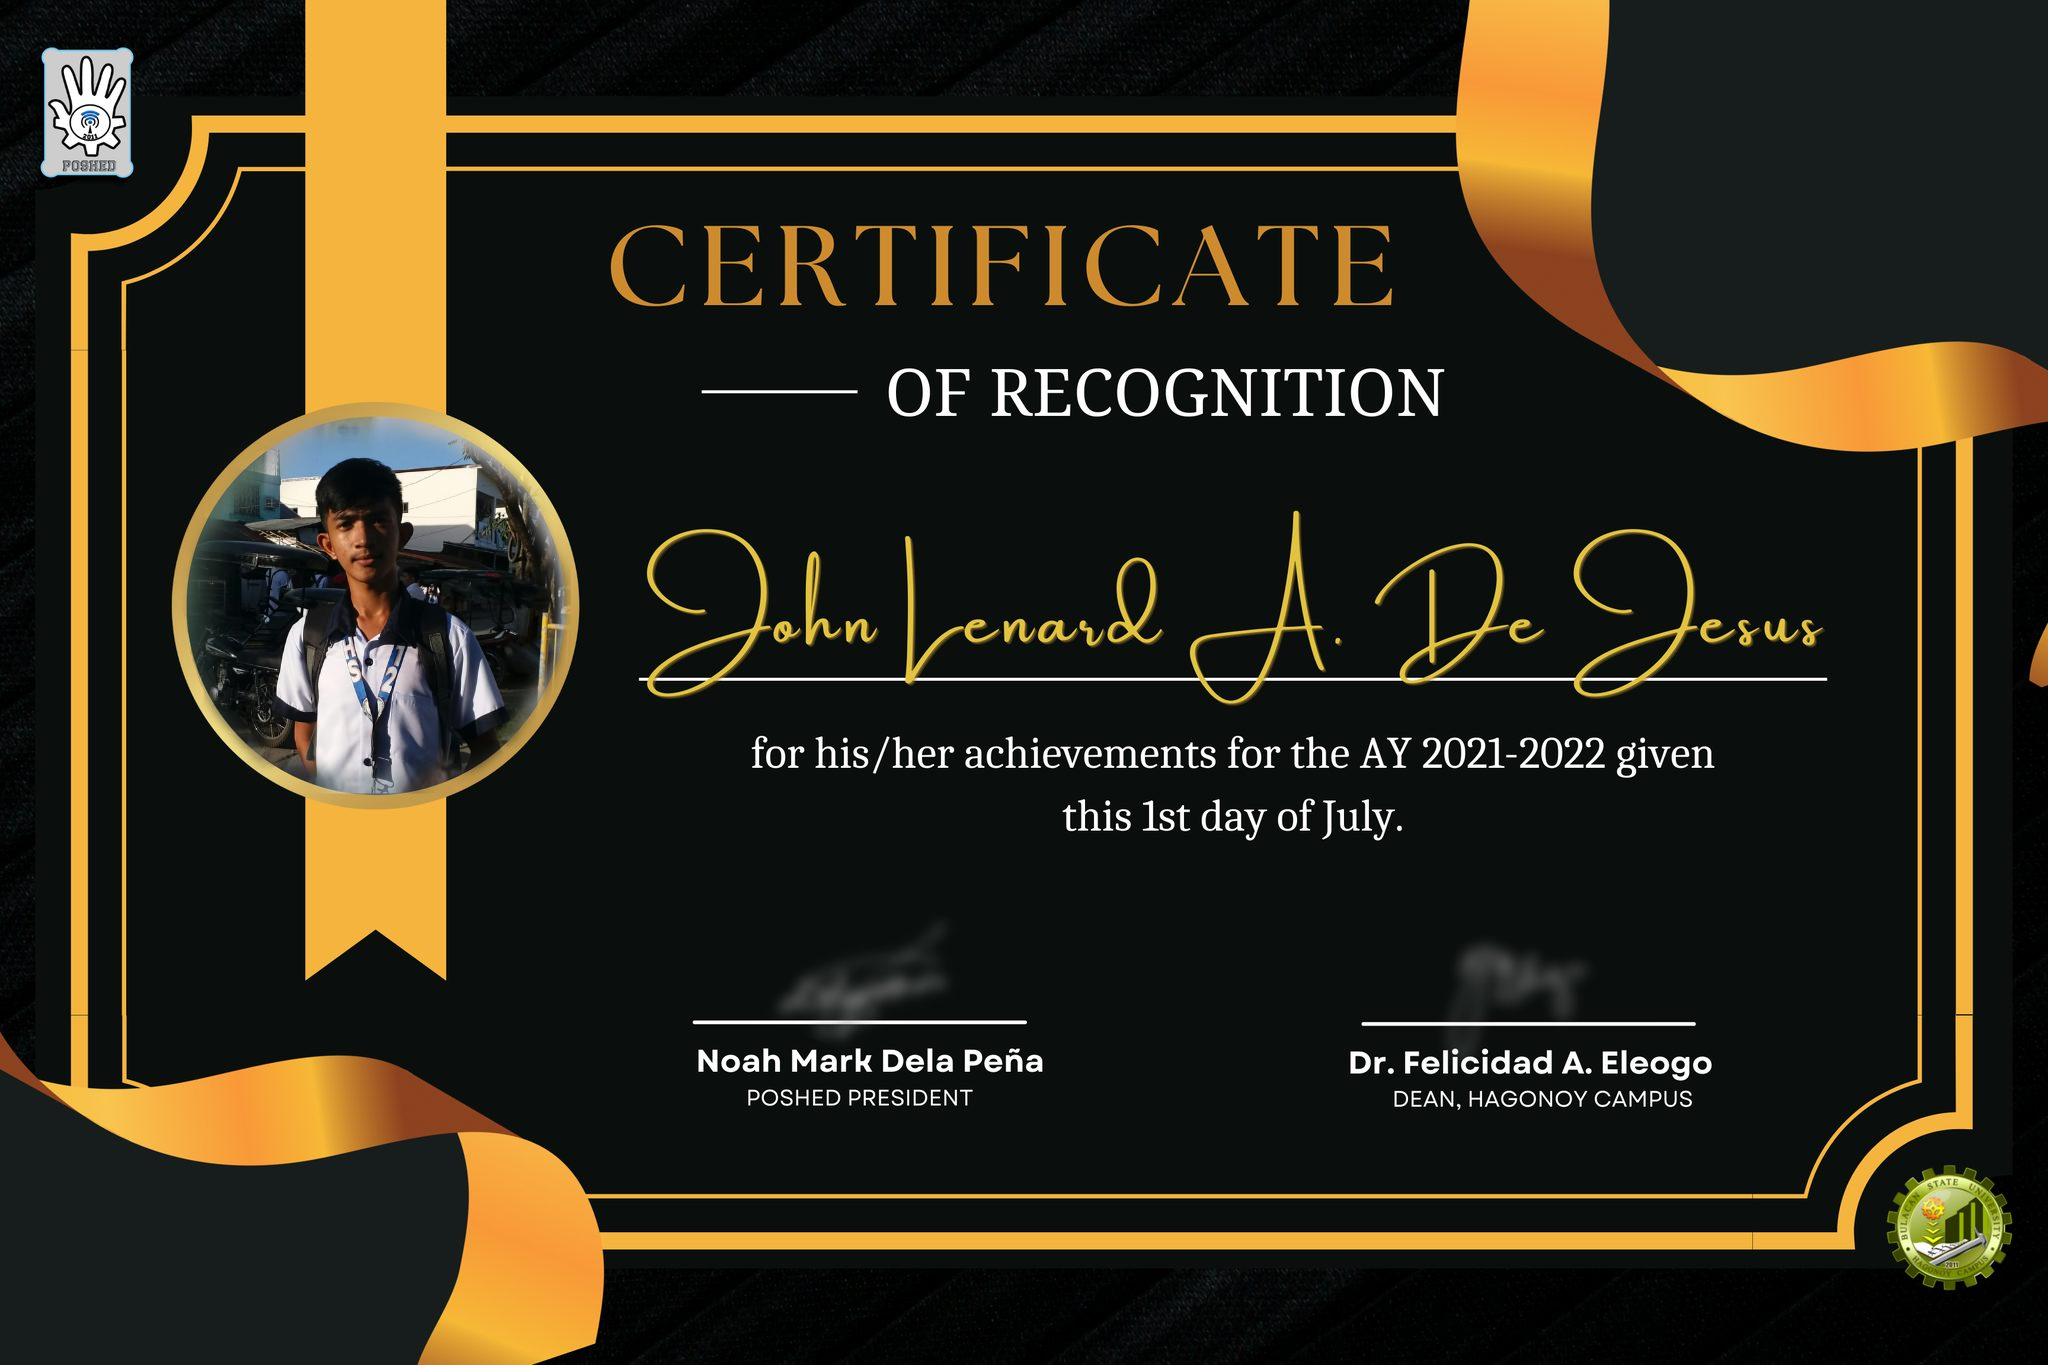 2011
POSHED
CERTIFICATE
OF RECOGNITION
John Lenard A. De Jesus
for his/her achievements for the AY 2021-2022 given
this 1st day of July.
Noah Mark Dela Peña
POSHED PRESIDENT
Dr. Felicidad A. Eleogo
DEAN, HAGONOY CAMPUS
BULACAN STATE UNIVERSITY
2011
HAGONOY CAMPUS